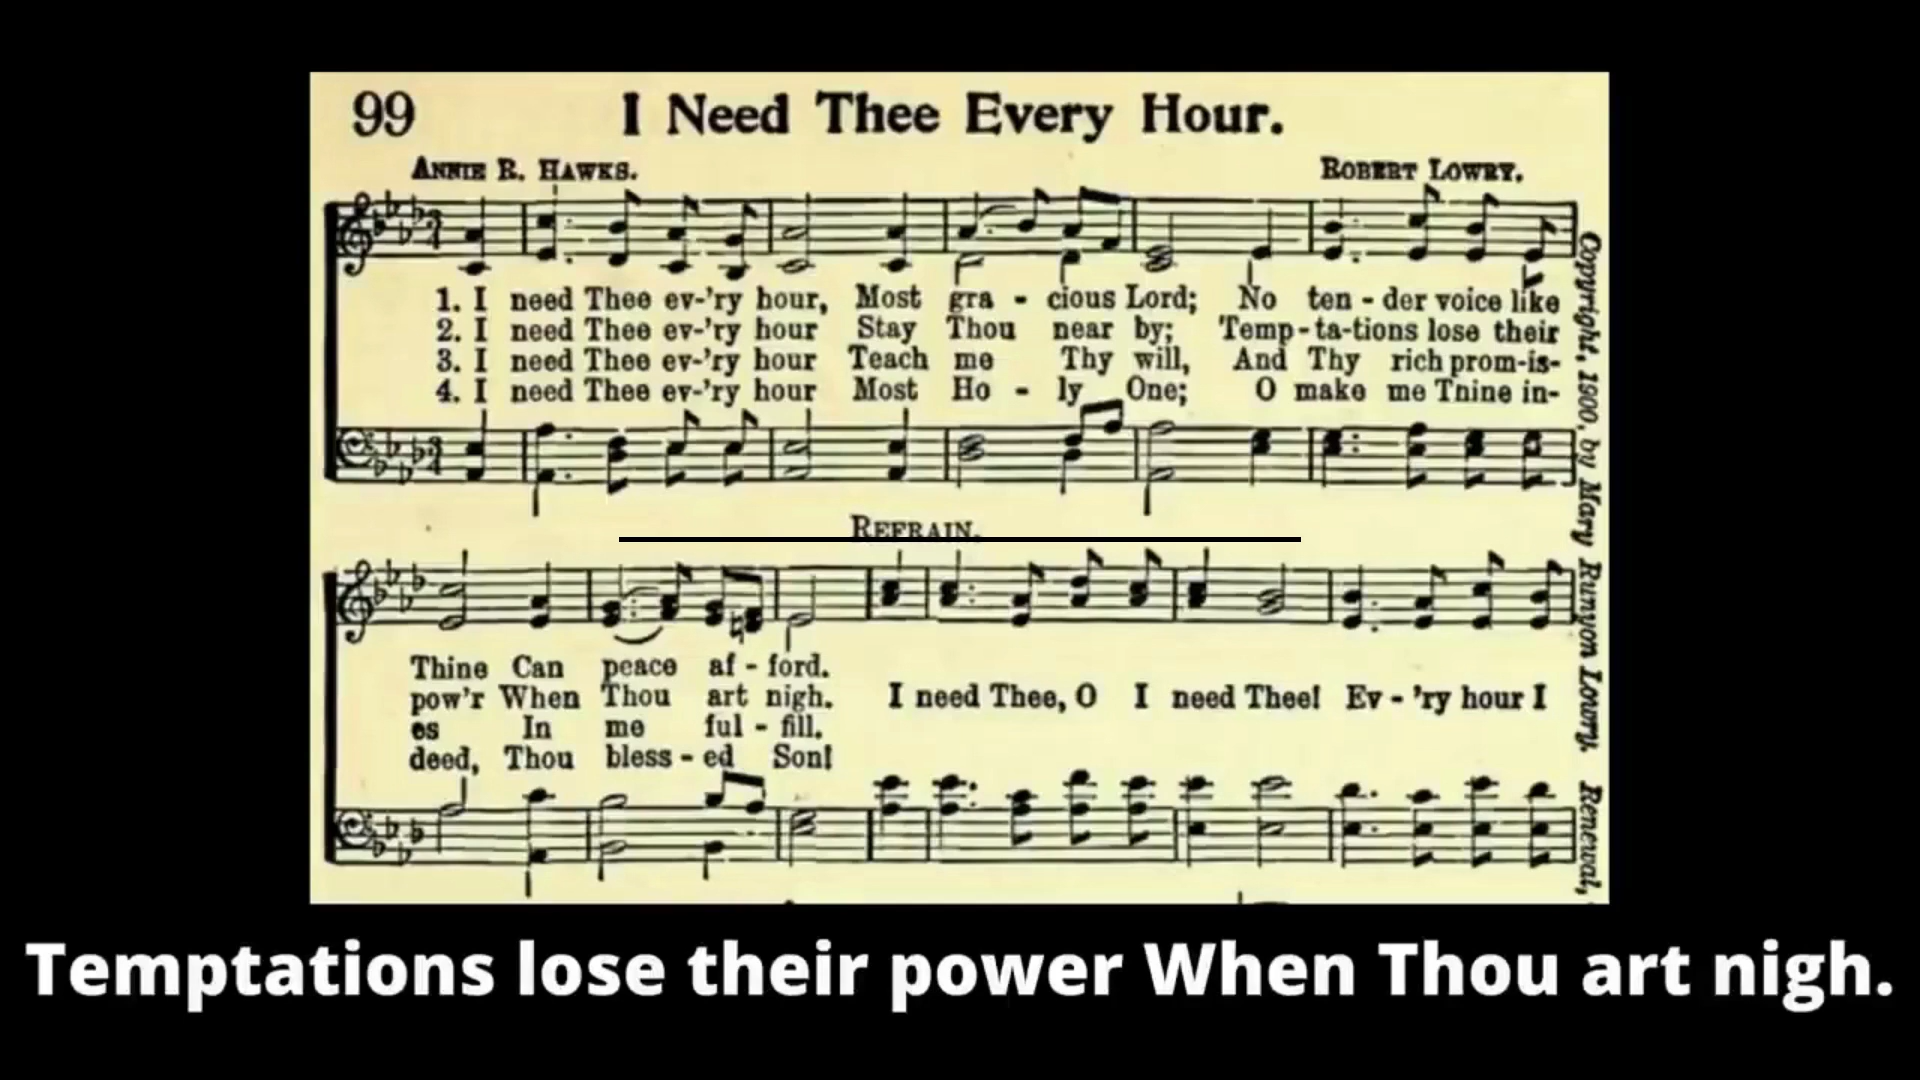 99
I Need Thee Every Hour.
ANNIE R. HAWKS.
ROBERT LOWRY.
1. I need Thee ev-'ry hour, Most gra - cious Lord; No ten - der voice like
2. I need Thee ev-'ry hour Stay Thou near by; Temp-ta-tions lose their
3. I need Thee ev-'ry hour Teach me Thy will, And Thy rich prom-is-
4. I need Thee ev-'ry hour Most Ho - ly One; O make me Tnine in-
REFRAIN.
Thine Can peace af - ford.
pow'r When Thou art nigh. I need Thee, O I need Thee! Ev - 'ry hour I
es In me ful - fill.
deed, Thou bless - ed Son!
Copyright, 1900, by Mary Runyon Lowry. Renewal,
Temptations lose their power When Thou art nigh.